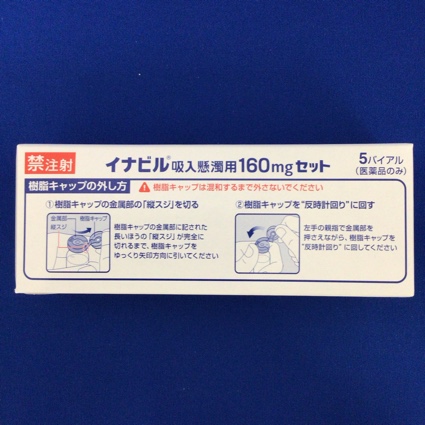 禁注射
イナビル®吸入懸濁用160mgセット
5バイアル
(医薬品のみ)
樹脂キャップの外し方
樹脂キャップは溶解するまで外さないでください
①樹脂キャップの金属部の「縦スジ」を切る
金属部
樹脂キャップ
縦スジ
樹脂キャップの金属部に記された
長いほうの「縦スジ」が完全に
切れるまで、樹脂キャップを
ゆっくり矢印方向に引いてください
②樹脂キャップを“反時計回り”に回す
左手の親指で金属部を
押さえながら、樹脂キャップを
“反時計回り”に回してください